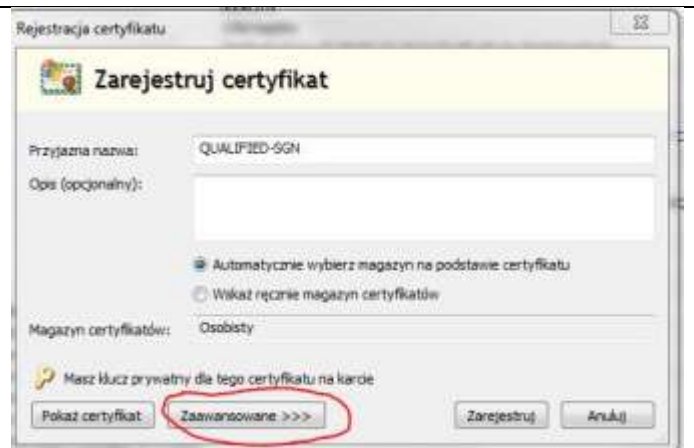 Rejestracja certyfikatu
Zarejestruj certyfikat
Przyjazna nazwa: QUALIFIED-SGN
Opis (opcjonalny):
Automatycznie wybierz magazyn na podstawie certyfikatu
Wskaż ręcznie magazyn certyfikatów
Magazyn certyfikatów: Osobisty
Masz klucz prywatny dla tego certyfikatu na karcie
Pokaż certyfikat Zaawansowane >>> Zarejestruj Anuluj